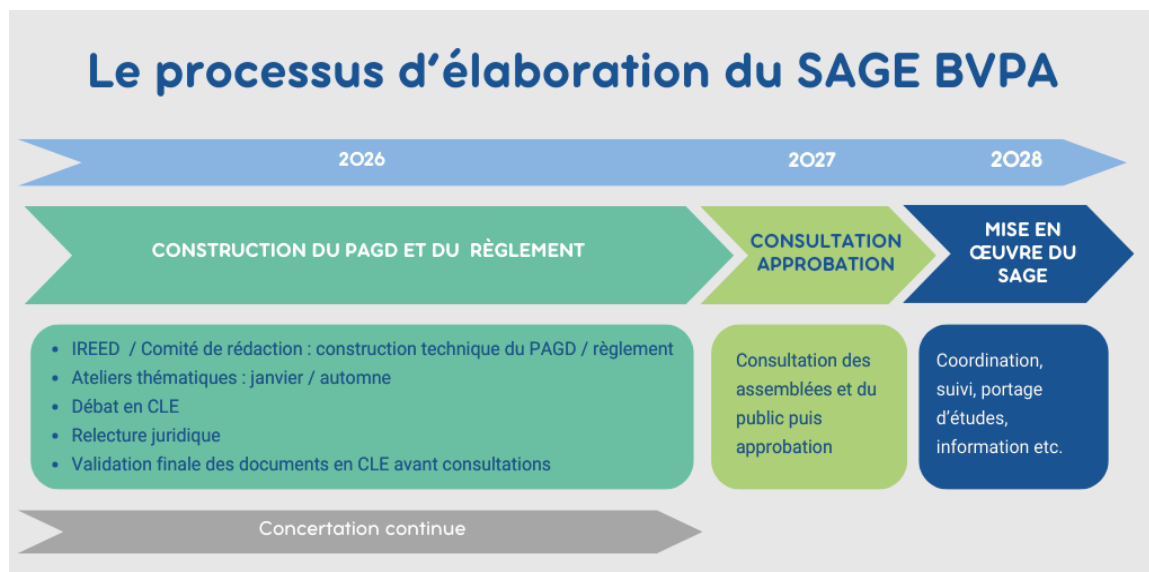 Le processus d'élaboration du SAGE BVPA
2026
2027
2028
CONSTRUCTION DU PAGD ET DU RÈGLEMENT
CONSULTATION
APPROBATION
MISE EN
ŒUVRE DU
SAGE
• IREED / Comité de rédaction : construction technique du PAGD / règlement
• Ateliers thématiques : janvier / automne
• Débat en CLE
• Relecture juridique
• Validation finale des documents en CLE avant consultations
Consultation des
assemblées et du
public puis
approbation
Coordination,
suivi, portage
d'études,
information etc.
Concertation continue